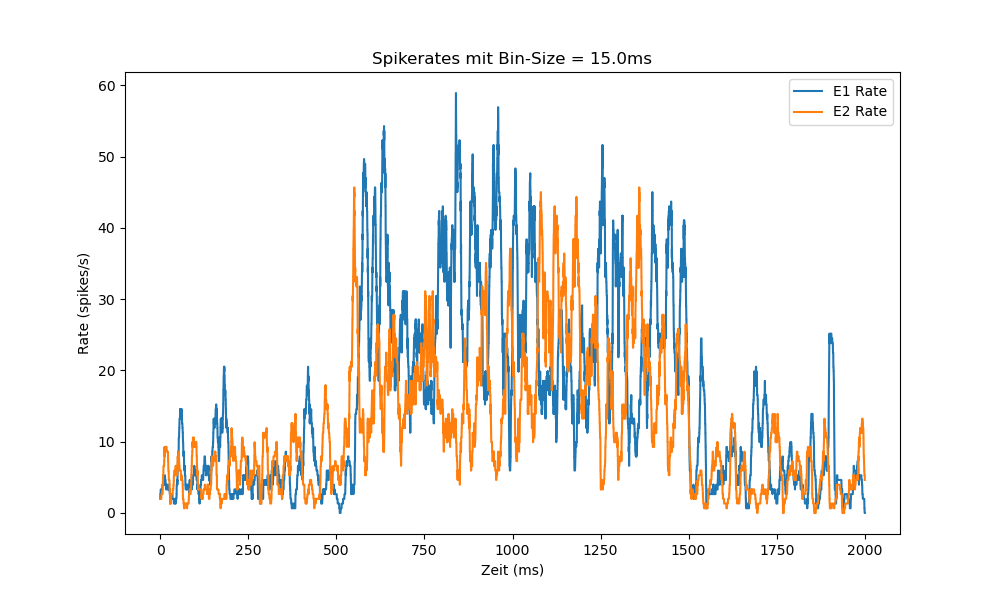 Spikerates mit Bin-Size = 15.0ms
E1 Rate
E2 Rate
60
50
40
30
20
10
0
Rate (spikes/s)
0 250 500 750 1000 1250 1500 1750 2000
Zeit (ms)